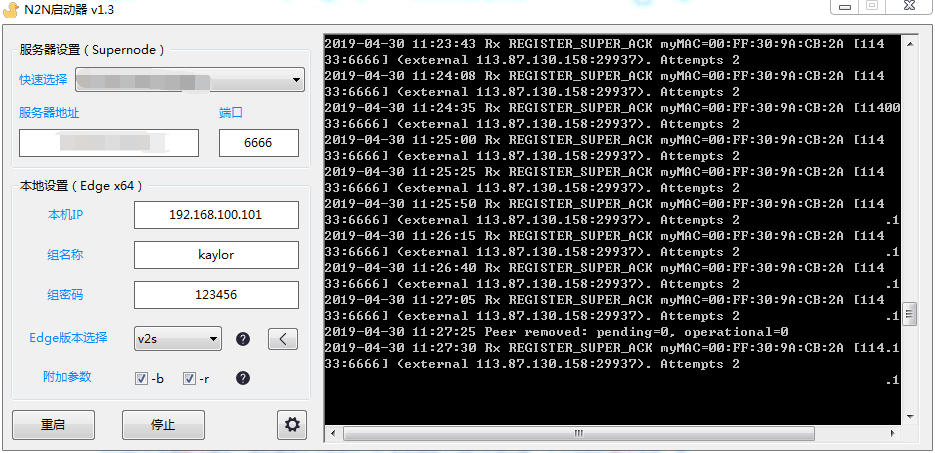 N2N启动器 v1.3
服务器设置（Supernode）
快速选择
服务器地址 端口
6666
本地设置（Edge x64）
本机IP 192.168.100.101
组名称 kaylor
组密码 123456
Edge版本选择 v2s ? <
附加参数 -b -r ?
重启 停止
2019-04-30 11:23:43 Rx REGISTER_SUPER_ACK myMAC=00:FF:30:9A:CB:2A [114
33:6666] (external 113.87.130.158:29937). Attempts 2
2019-04-30 11:24:08 Rx REGISTER_SUPER_ACK myMAC=00:FF:30:9A:CB:2A [114
33:6666] (external 113.87.130.158:29937). Attempts 2
2019-04-30 11:24:35 Rx REGISTER_SUPER_ACK myMAC=00:FF:30:9A:CB:2A [11400
33:6666] (external 113.87.130.158:29937). Attempts 2
2019-04-30 11:25:00 Rx REGISTER_SUPER_ACK myMAC=00:FF:30:9A:CB:2A [114
33:6666] (external 113.87.130.158:29937). Attempts 2
2019-04-30 11:25:25 Rx REGISTER_SUPER_ACK myMAC=00:FF:30:9A:CB:2A [114
33:6666] (external 113.87.130.158:29937). Attempts 2
2019-04-30 11:25:50 Rx REGISTER_SUPER_ACK myMAC=00:FF:30:9A:CB:2A [114
33:6666] (external 113.87.130.158:29937). Attempts 2 .1
2019-04-30 11:26:15 Rx REGISTER_SUPER_ACK myMAC=00:FF:30:9A:CB:2A [114
33:6666] (external 113.87.130.158:29937). Attempts 2 .1
2019-04-30 11:26:40 Rx REGISTER_SUPER_ACK myMAC=00:FF:30:9A:CB:2A [114
33:6666] (external 113.87.130.158:29937). Attempts 2 .1
2019-04-30 11:27:05 Rx REGISTER_SUPER_ACK myMAC=00:FF:30:9A:CB:2A [114
33:6666] (external 113.87.130.158:29937). Attempts 2 .1
2019-04-30 11:27:25 Peer removed: pending=0, operational=0
2019-04-30 11:27:30 Rx REGISTER_SUPER_ACK myMAC=00:FF:30:9A:CB:2A [114.1
33:6666] (external 113.87.130.158:29937). Attempts 2
.1